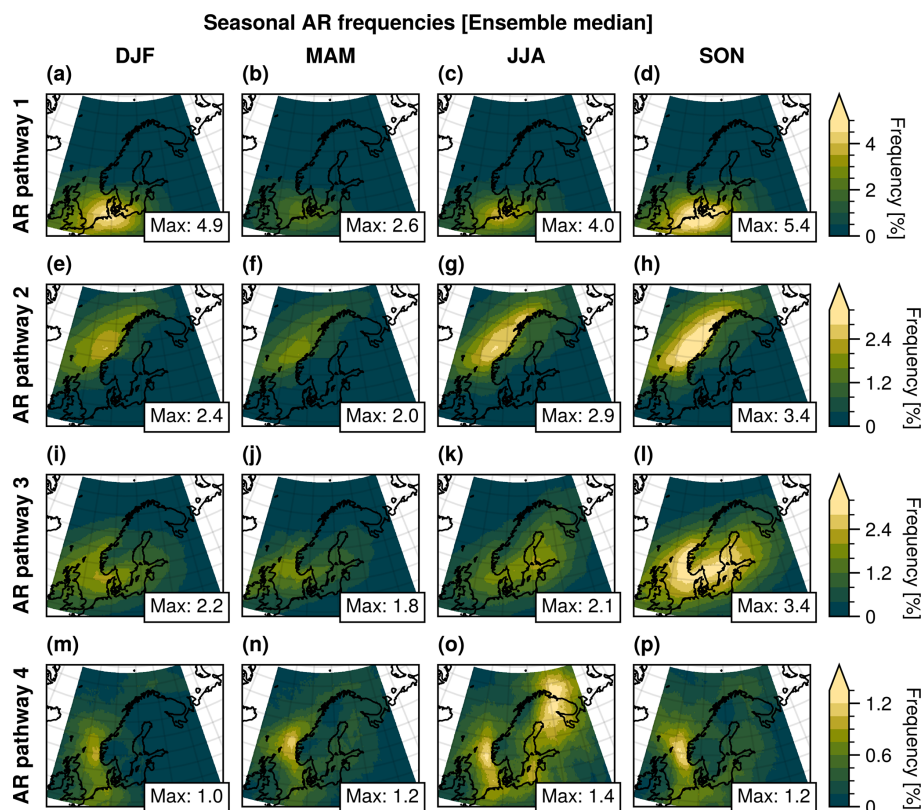 Seasonal AR frequencies [Ensemble median]
DJF MAM JJA SON
(a) (b) (c) (d)
AR pathway 1
Max: 4.9 Max: 2.6 Max: 4.0 Max: 5.4
4
2
0
Frequency [%]
(e) (f) (g) (h)
AR pathway 2
Max: 2.4 Max: 2.0 Max: 2.9 Max: 3.4
2.4
1.2
0
Frequency [%]
(i) (j) (k) (l)
AR pathway 3
Max: 2.2 Max: 1.8 Max: 2.1 Max: 3.4
2.4
1.2
0
Frequency [%]
(m) (n) (o) (p)
AR pathway 4
Max: 1.0 Max: 1.2 Max: 1.4 Max: 1.2
1.2
0.6
0
Frequency [%]